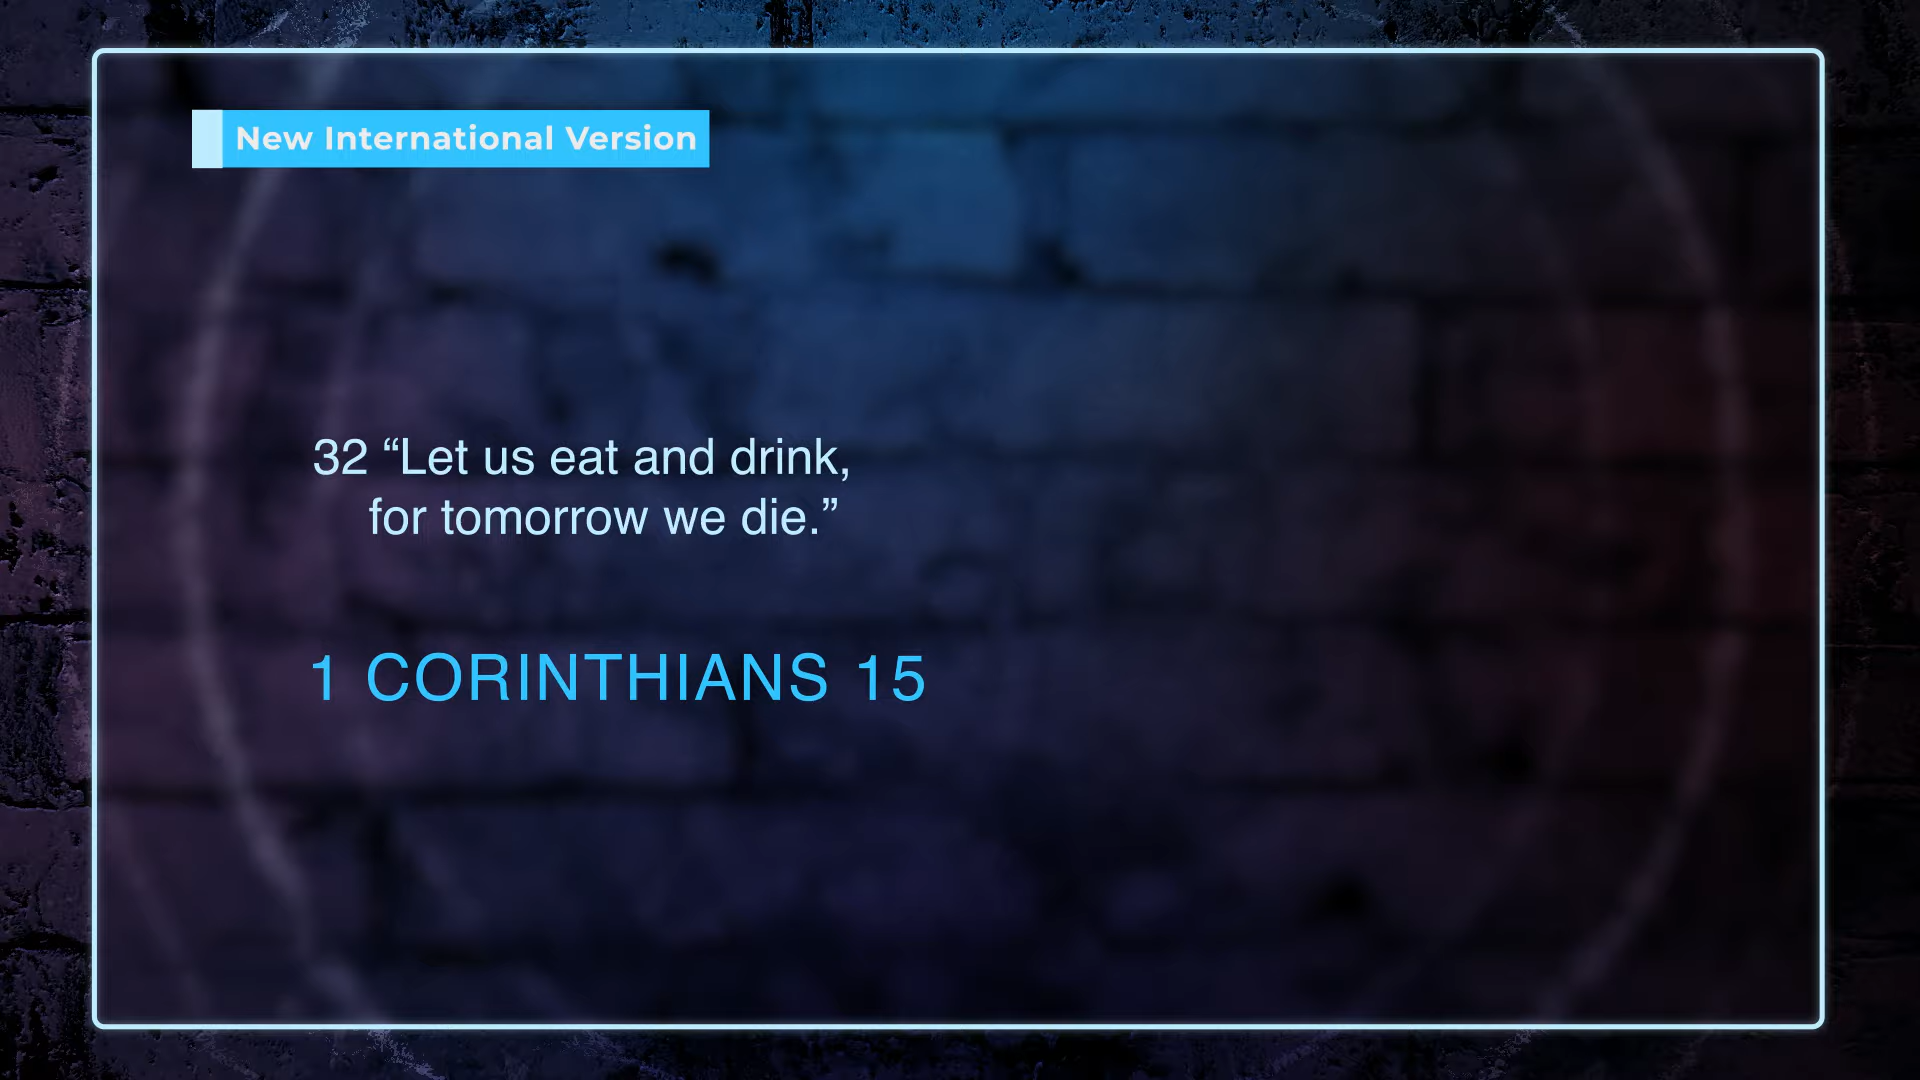 New International Version
32 “Let us eat and drink,
for tomorrow we die.”
1 CORINTHIANS 15